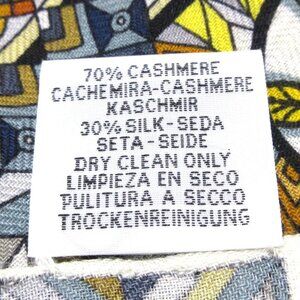 70% CASHMERE
CACHEMIRA-CASHMERE
KASCHMIR
30% SILK-SEDA
SETA-SEIDE
DRY CLEAN ONLY
LIMPIEZA EN SECO
PULITURA A SECCO
TROCKENREINIGUNG